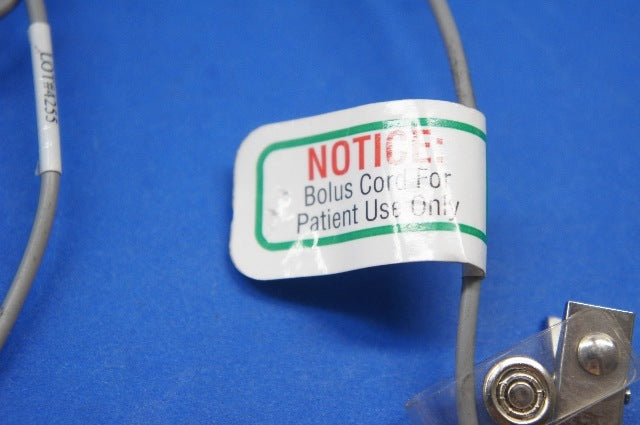 LOT#4255
NOTICE:
Bolus Cord For
Patient Use Only